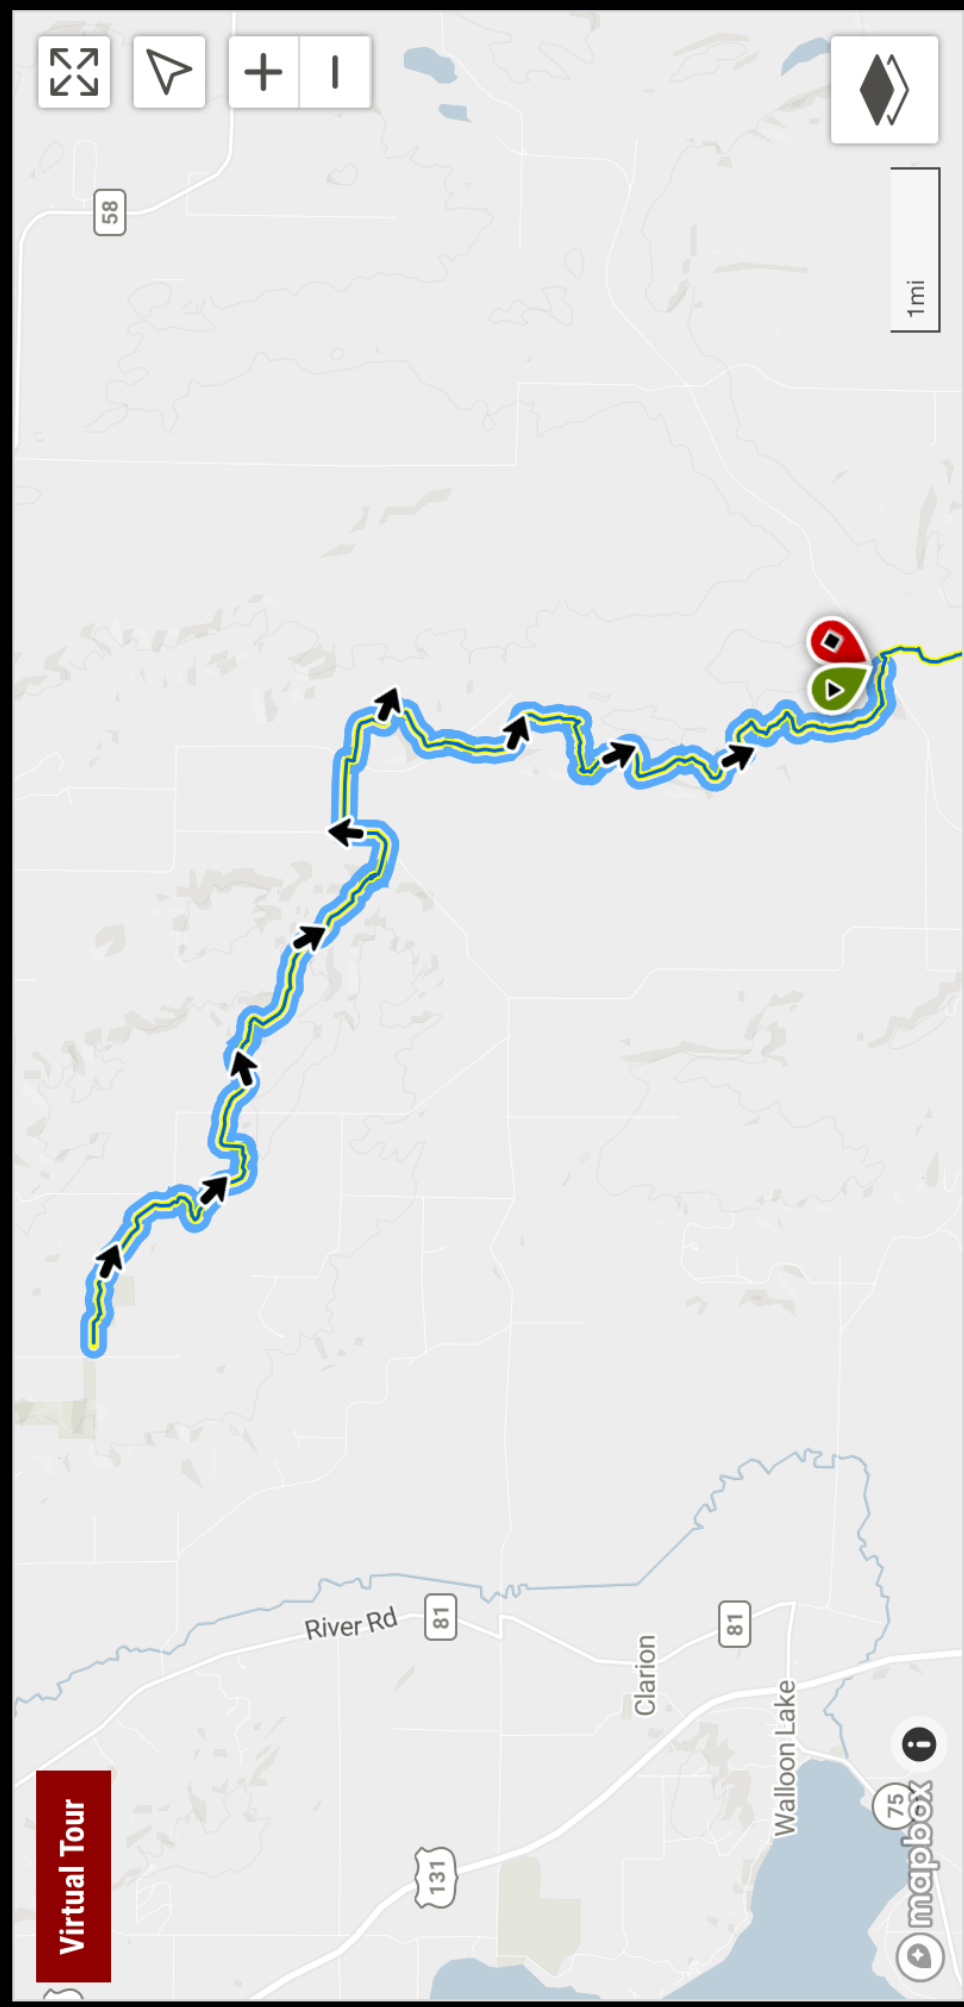 Virtual Tour
131
River Rd
81
Clarion
81
Walloon Lake
75
mapbox
58
1mi